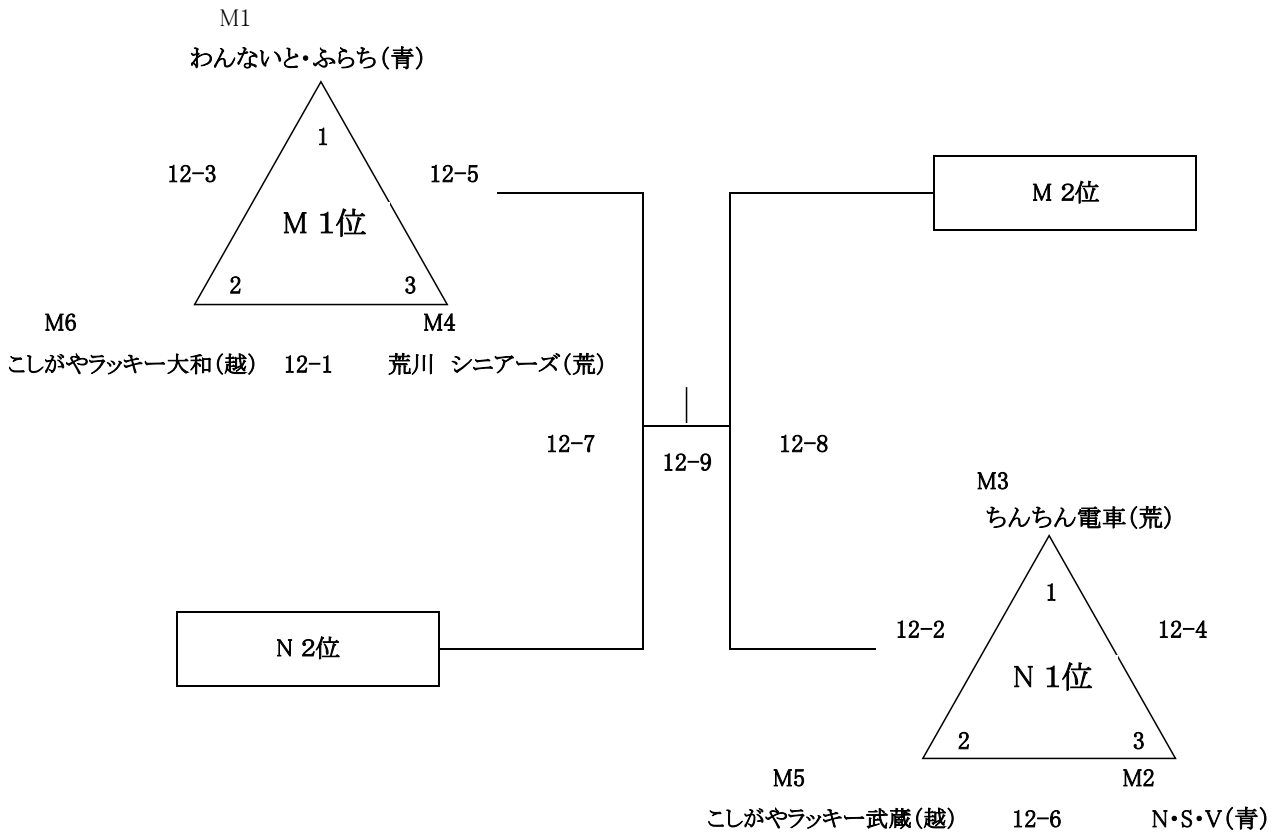 M1
わんないと・ふらち(青)
1
12-3
12-5
M 1位
2
3
M6
M4
こしがやラッキー大和(越)
12-1
荒川 シニアーズ(荒)
M 2位
12-7
12-9
12-8
M3
ちんちん電車(荒)
1
12-2
12-4
N 2位
N 1位
2
3
M5
M2
こしがやラッキー武蔵(越)
12-6
N・S・V(青)